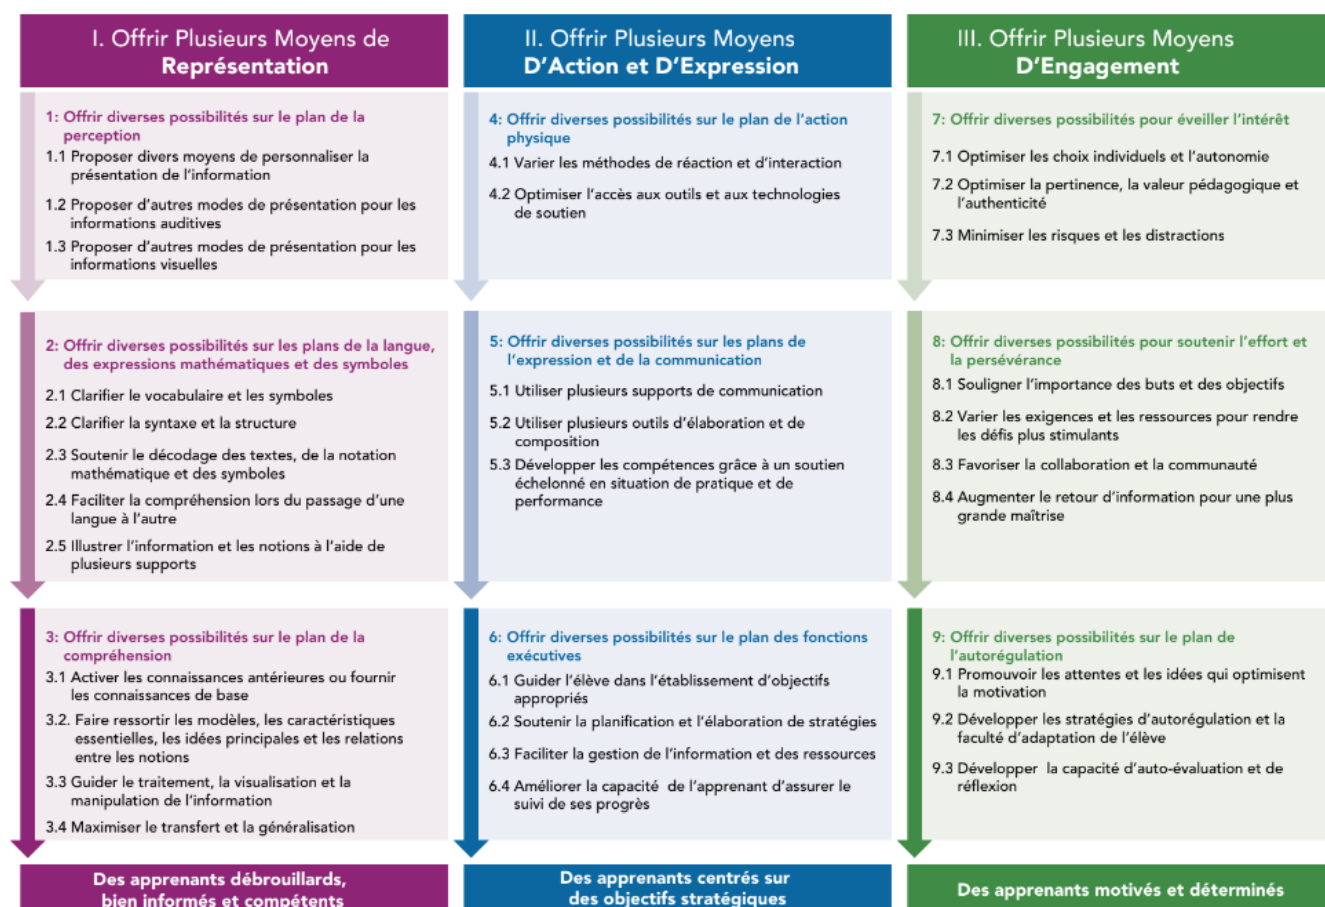 I. Offrir Plusieurs Moyens de
Représentation
1: Offrir diverses possibilités sur le plan de la
perception
1.1 Proposer divers moyens de personnaliser la
présentation de l'information
1.2 Proposer d'autres modes de présentation pour les
informations auditives
1.3 Proposer d'autres modes de présentation pour les
informations visuelles
2: Offrir diverses possibilités sur les plans de la langue,
des expressions mathématiques et des symboles
2.1 Clarifier le vocabulaire et les symboles
2.2 Clarifier la syntaxe et la structure
2.3 Soutenir le décodage des textes, de la notation
mathématique et des symboles
2.4 Faciliter la compréhension lors du passage d'une
langue à l'autre
2.5 Illustrer l'information et les notions à l'aide de
plusieurs supports
3: Offrir diverses possibilités sur le plan de la
compréhension
3.1 Activer les connaissances antérieures ou fournir
les connaissances de base
3.2. Faire ressortir les modèles, les caractéristiques
essentielles, les idées principales et les relations
entre les notions
3.3 Guider le traitement, la visualisation et la
manipulation de l'information
3.4 Maximiser le transfert et la généralisation
Des apprenants débrouillards,
bien informés et compétents
II. Offrir Plusieurs Moyens
D'Action et D'Expression
4: Offrir diverses possibilités sur le plan de l'action
physique
4.1 Varier les méthodes de réaction et d'interaction
4.2 Optimiser l'accès aux outils et aux technologies
de soutien
5: Offrir diverses possibilités sur les plans de
l'expression et de la communication
5.1 Utiliser plusieurs supports de communication
5.2 Utiliser plusieurs outils d'élaboration et de
composition
5.3 Développer les compétences grâce à un soutien
échelonné en situation de pratique et de
performance
6: Offrir diverses possibilités sur le plan des fonctions
exécutives
6.1 Guider l'élève dans l'établissement d'objectifs
appropriés
6.2 Soutenir la planification et l'élaboration de stratégies
6.3 Faciliter la gestion de l'information et des ressources
6.4 Améliorer la capacité de l'apprenant d'assurer le
suivi de ses progrès
Des apprenants centrés sur
des objectifs stratégiques
III. Offrir Plusieurs Moyens
D'Engagement
7: Offrir diverses possibilités pour éveiller l'intérêt
7.1 Optimiser les choix individuels et l'autonomie
7.2 Optimiser la pertinence, la valeur pédagogique et
l'authenticité
7.3 Minimiser les risques et les distractions
8: Offrir diverses possibilités pour soutenir l'effort et
la persévérance
8.1 Souligner l'importance des buts et des objectifs
8.2 Varier les exigences et les ressources pour rendre
les défis plus stimulants
8.3 Favoriser la collaboration et la communauté
8.4 Augmenter le retour d'information pour une plus
grande maîtrise
9: Offrir diverses possibilités sur le plan de
l'autorégulation
9.1 Promouvoir les attentes et les idées qui optimisent
la motivation
9.2 Développer les stratégies d'autorégulation et la
faculté d'adaptation de l'élève
9.3 Développer la capacité d'auto-évaluation et de
réflexion
Des apprenants motivés et déterminés